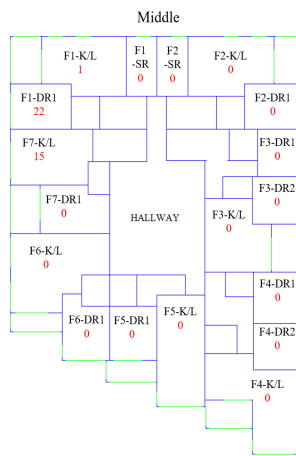 Middle
F1-K/L
1
F1
-SR
0
F2
-SR
0
F2-K/L
0
F1-DR1
22
F2-DR1
0
F7-K/L
15
F3-DR1
0
F3-DR2
0
F7-DR1
0
HALLWAY
F3-K/L
0
F6-K/L
0
F4-DR1
0
F6-DR1
0
F5-DR1
0
F5-K/L
0
F4-DR2
0
F4-K/L
0